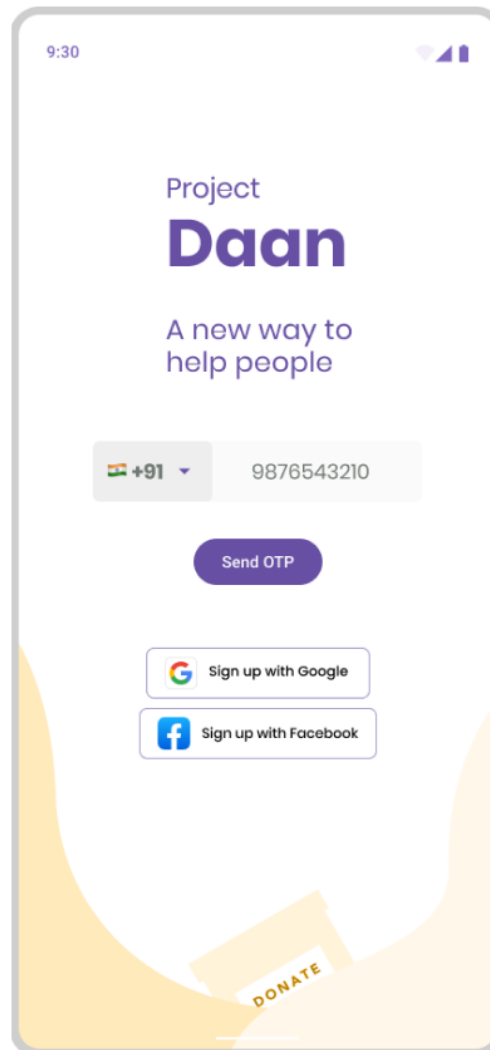 9:30
Project
Daan
A new way to
help people
+91
9876543210
Send OTP
Sign up with Google
Sign up with Facebook
DONATE